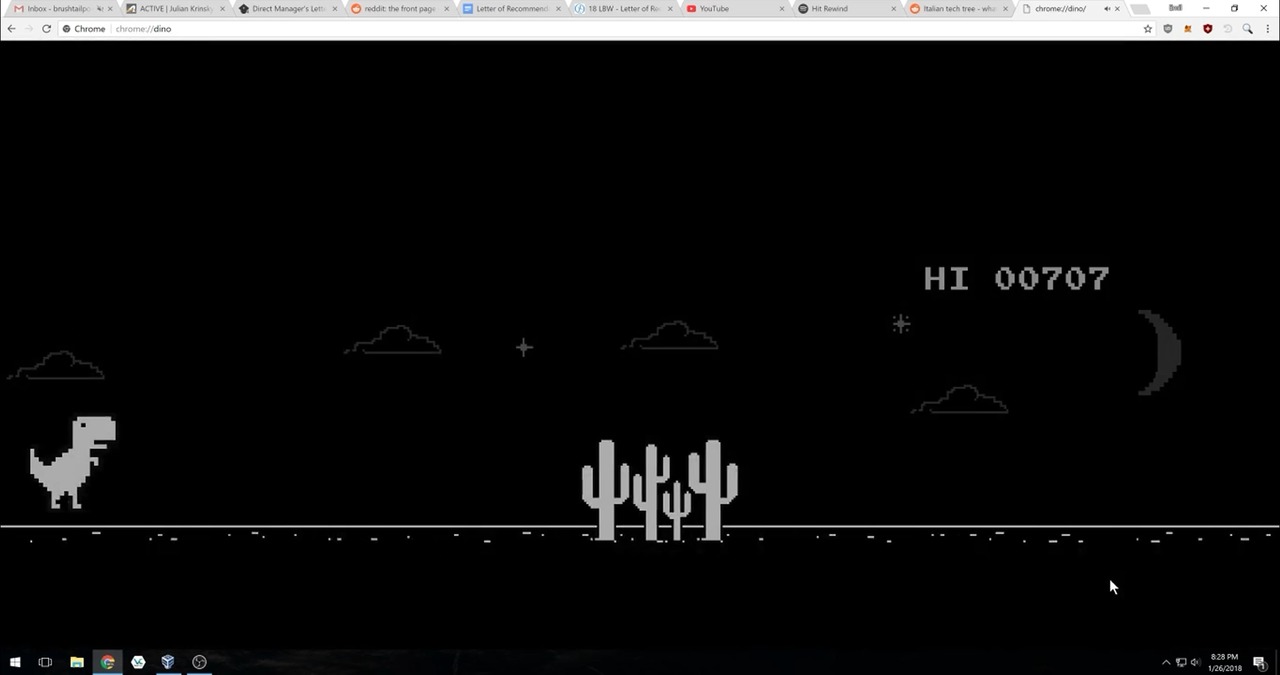 Inbox - brushtailp
ACTIVE | Julian Krinsky
Direct Manager's Lett
reddit: the front page
Letter of Recommend
18 LBW - Letter of Re
YouTube
Hit Rewind
Italian tech tree - wha
chrome://dino/
Chrome chrome://dino
HI 00707
8:28 PM
1/26/2018